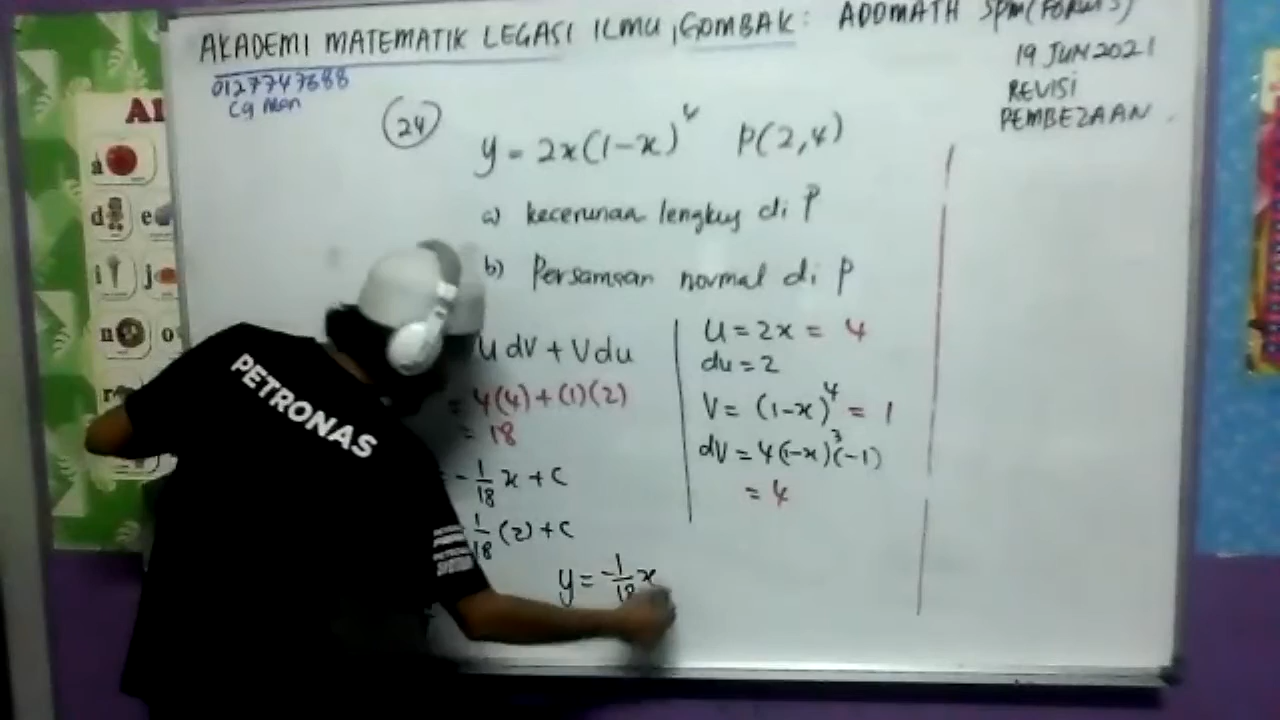 AKADEMI MATEMATIK LEGASI ILMU, GOMBAK: ADDMATH SPM (FORM 5)
0127747688
Cg Man
19 JUN 2021
REVISI
PEMBEZAAN
24
y = 2x(1-x)⁴ P(2,4)
a) kecerunan lengkug di P
b) Persamaan normal di P
u dv + v du
= 4(4) + (1)(2)
= 18
= -1/18 x + c
1/18 (2) + c
y = -1/18 x
u = 2x = 4
du = 2
V = (1-x)⁴ = 1
dv = 4(1-x)³(-1)
= 4
PETRONAS
A
a
d e
i j
n o
r